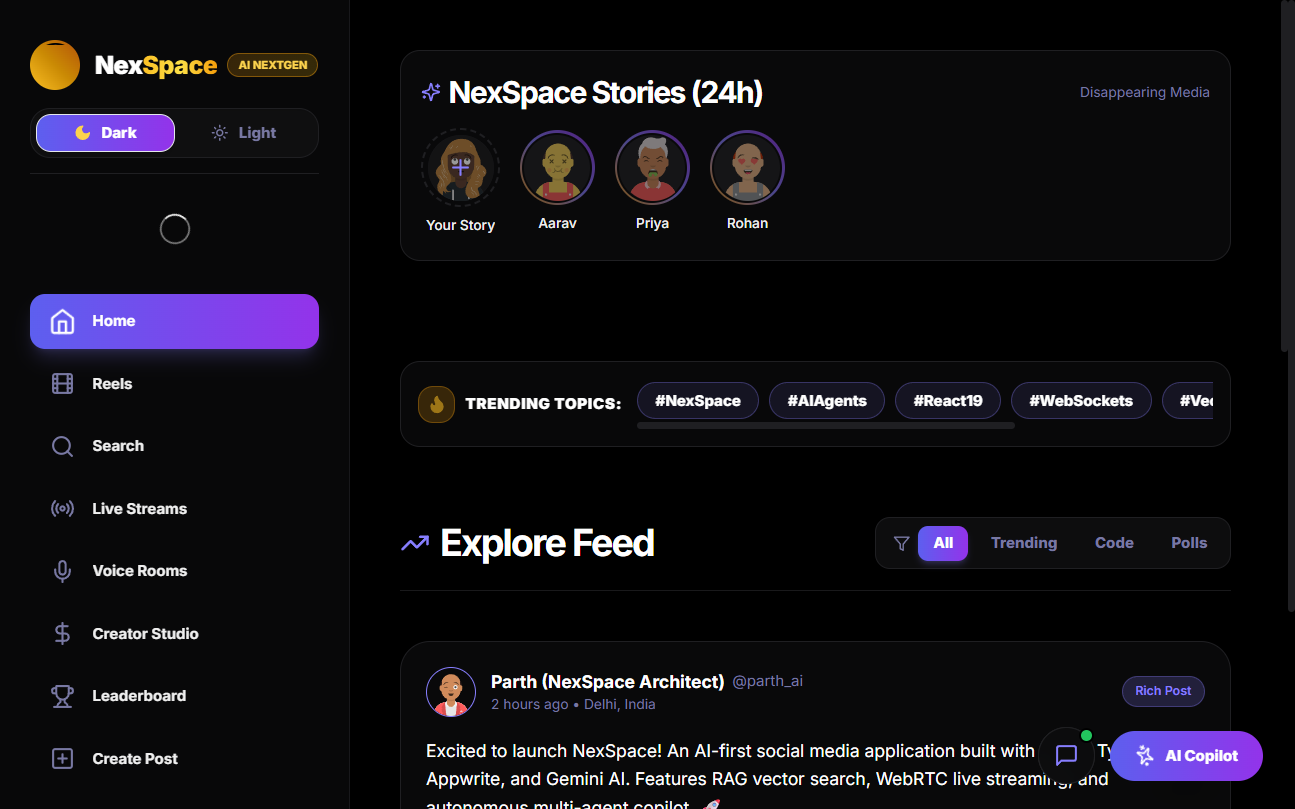 NexSpace AI NEXTGEN
Dark Light
Home
Reels
Search
Live Streams
Voice Rooms
Creator Studio
Leaderboard
Create Post
NexSpace Stories (24h) Disappearing Media
Your Story Aarav Priya Rohan
TRENDING TOPICS: #NexSpace #AIAgents #React19 #WebSockets
Explore Feed All Trending Code Polls
Parth (NexSpace Architect) @parth_ai
2 hours ago • Delhi, India
Rich Post
Excited to launch NexSpace! An AI-first social media application built with
Appwrite, and Gemini AI. Features RAG vector search, WebRTC live streaming, and
autonomous multi-agent copilot. 🚀
AI Copilot